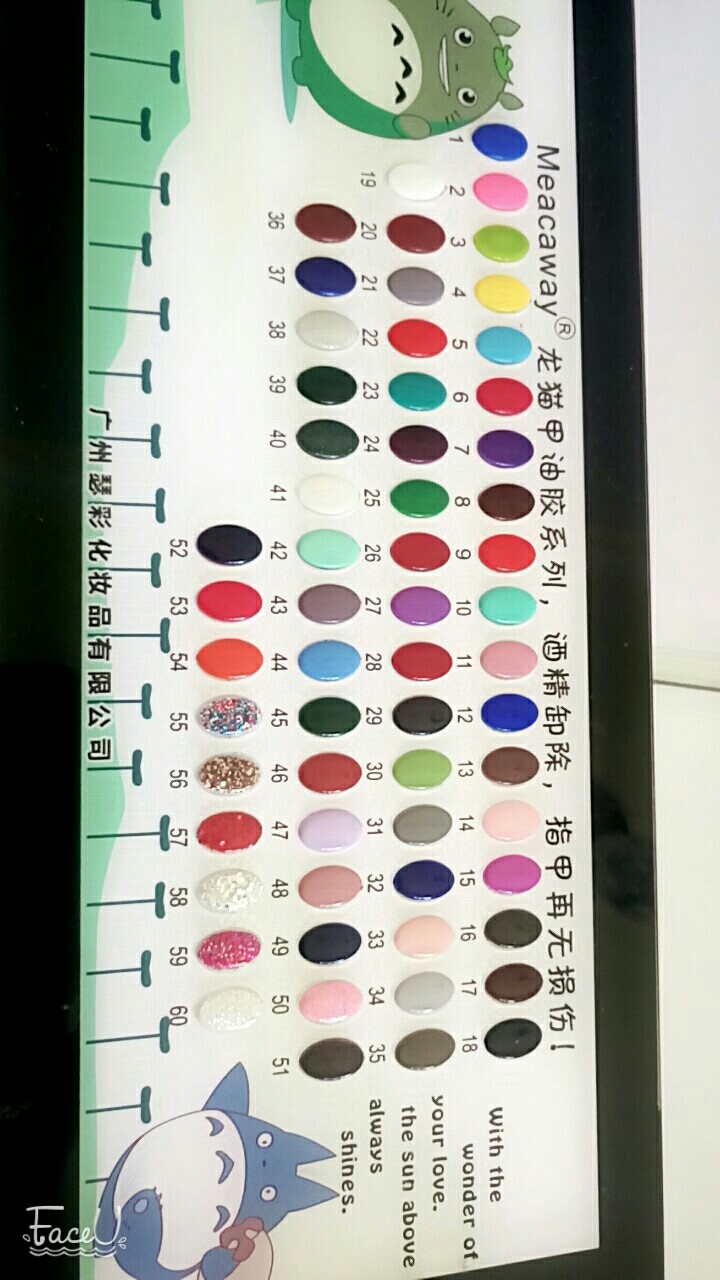 Meacaway® 龙猫甲油胶系列，酒精卸除，指甲再无损伤！
1 2 3 4 5 6 7 8 9 10 11 12 13 14 15 16 17 18
19 20 21 22 23 24 25 26 27 28 29 30 31 32 33 34 35
36 37 38 39 40 41 42 43 44 45 46 47 48 49 50 51
52 53 54 55 56 57 58 59 60
With the
wonder of
your love.
the sun above
always
shines.
广州瑟彩化妆品有限公司
FaceU